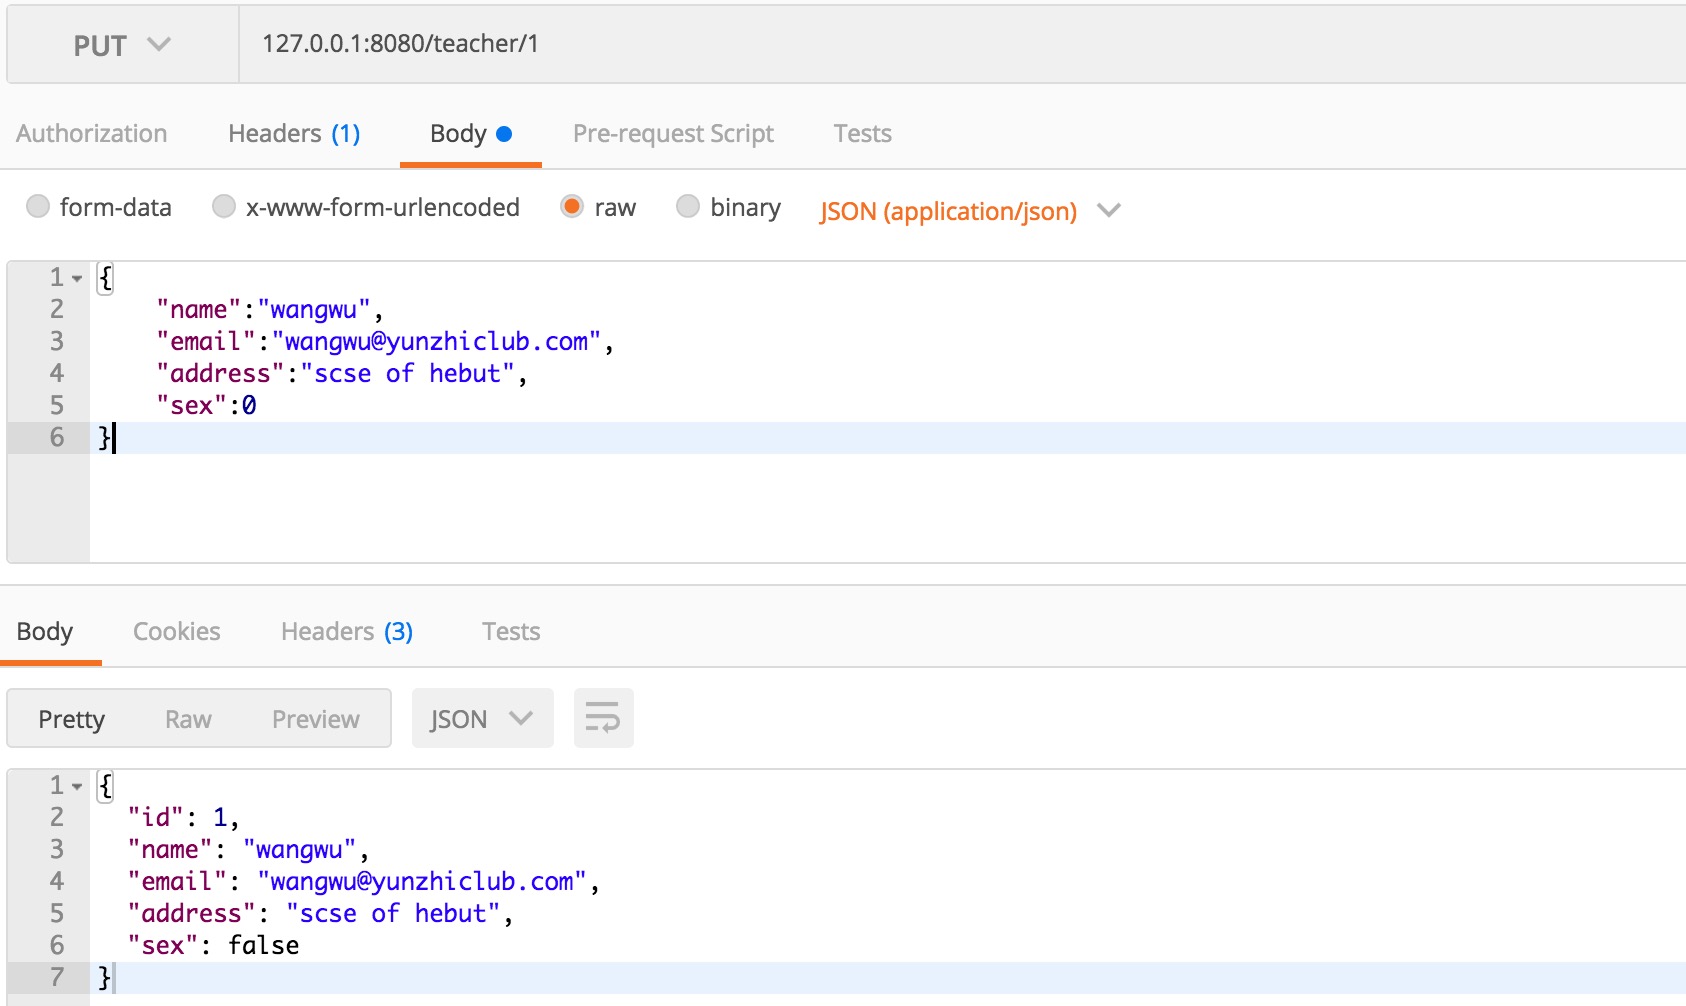 PUT 127.0.0.1:8080/teacher/1
Authorization Headers (1) Body Pre-request Script Tests
form-data x-www-form-urlencoded raw binary JSON (application/json)
1 {
2 "name":"wangwu",
3 "email":"wangwu@yunzhiclub.com",
4 "address":"scse of hebut",
5 "sex":0
6 }
Body Cookies Headers (3) Tests
Pretty Raw Preview JSON
1 {
2 "id": 1,
3 "name": "wangwu",
4 "email": "wangwu@yunzhiclub.com",
5 "address": "scse of hebut",
6 "sex": false
7 }